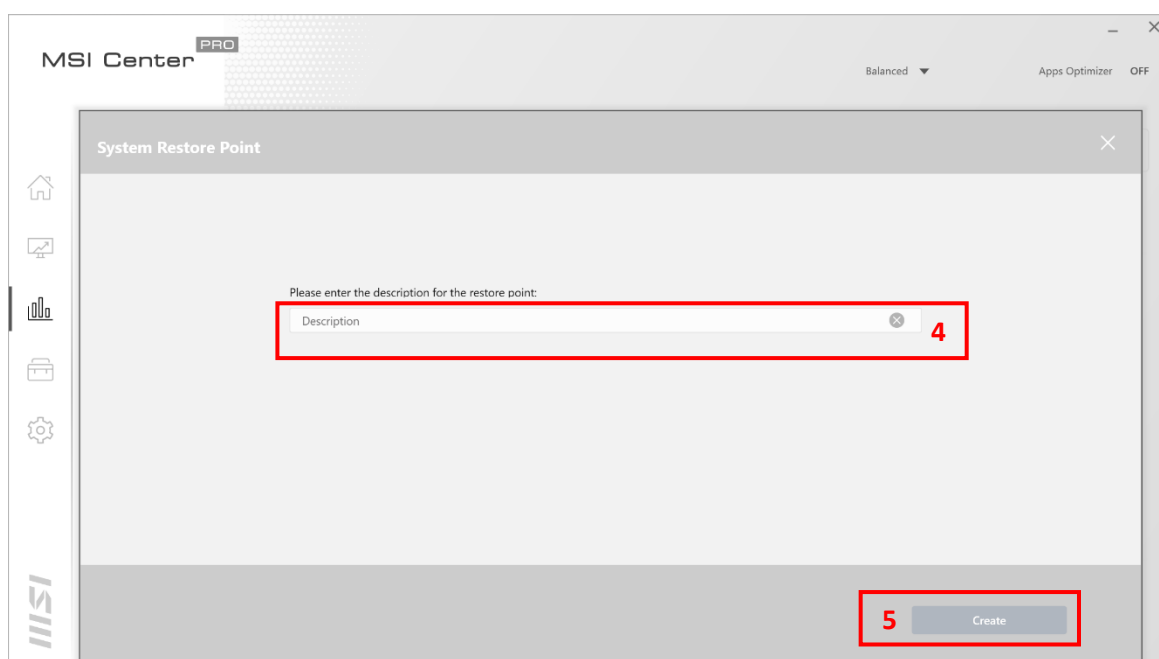 MSI Center PRO
Balanced
Apps Optimizer OFF
System Restore Point
Please enter the description for the restore point:
Description
4
5
Create
msi